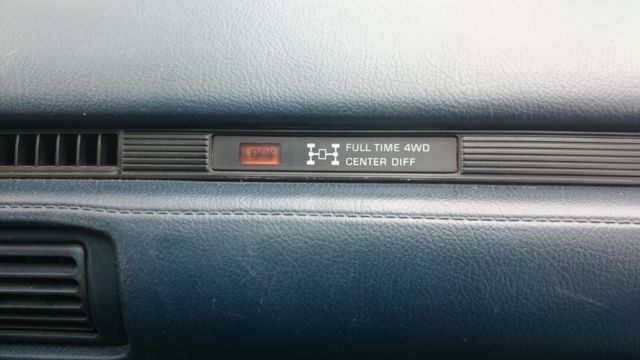 LOCK
FULL TIME 4WD
CENTER DIFF